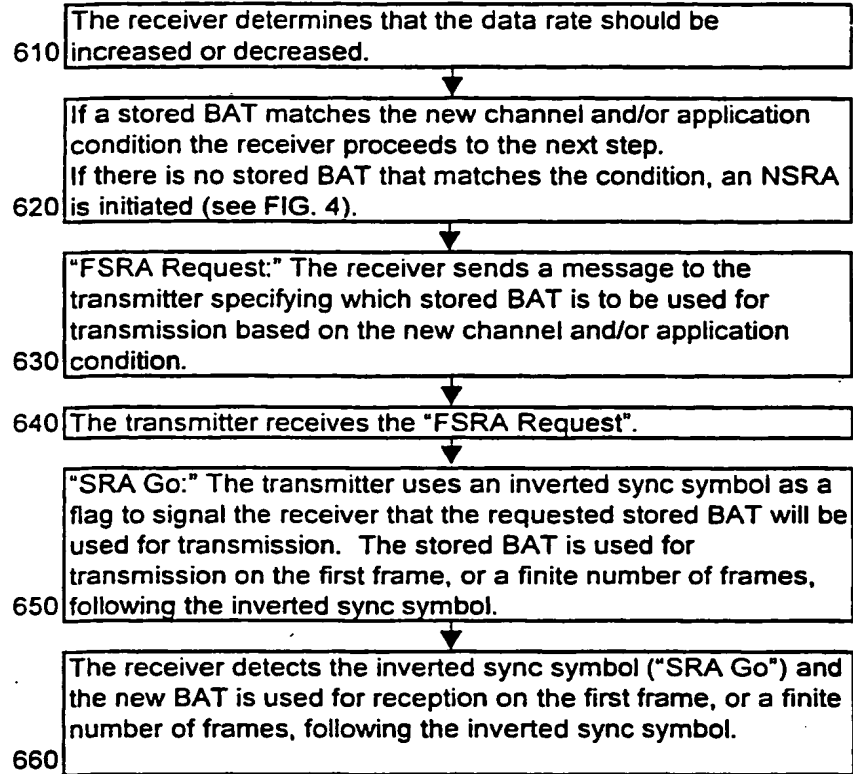 The receiver determines that the data rate should be
610 increased or decreased.
If a stored BAT matches the new channel and/or application
condition the receiver proceeds to the next step.
If there is no stored BAT that matches the condition, an NSRA
620 is initiated (see FIG. 4).
"FSRA Request:" The receiver sends a message to the
transmitter specifying which stored BAT is to be used for
transmission based on the new channel and/or application
630 condition.
640 The transmitter receives the "FSRA Request".
"SRA Go:" The transmitter uses an inverted sync symbol as a
flag to signal the receiver that the requested stored BAT will be
used for transmission. The stored BAT is used for
transmission on the first frame, or a finite number of frames,
650 following the inverted sync symbol.
The receiver detects the inverted sync symbol ("SRA Go") and
the new BAT is used for reception on the first frame, or a finite
number of frames, following the inverted sync symbol.
660